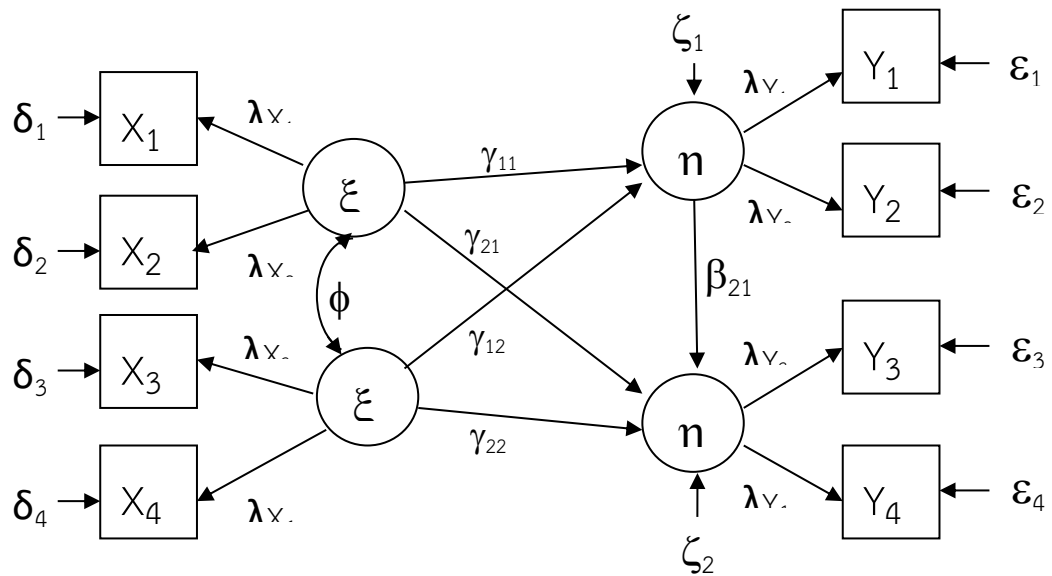 δ1
X1
λX
ξ
γ11
ζ1
η
λY
Y1
ε1
δ2
X2
λX
γ21
λY
Y2
ε2
ϕ
β21
δ3
X3
λX
ξ
γ12
η
λY
Y3
ε3
δ4
X4
λX
γ22
ζ2
λY
Y4
ε4